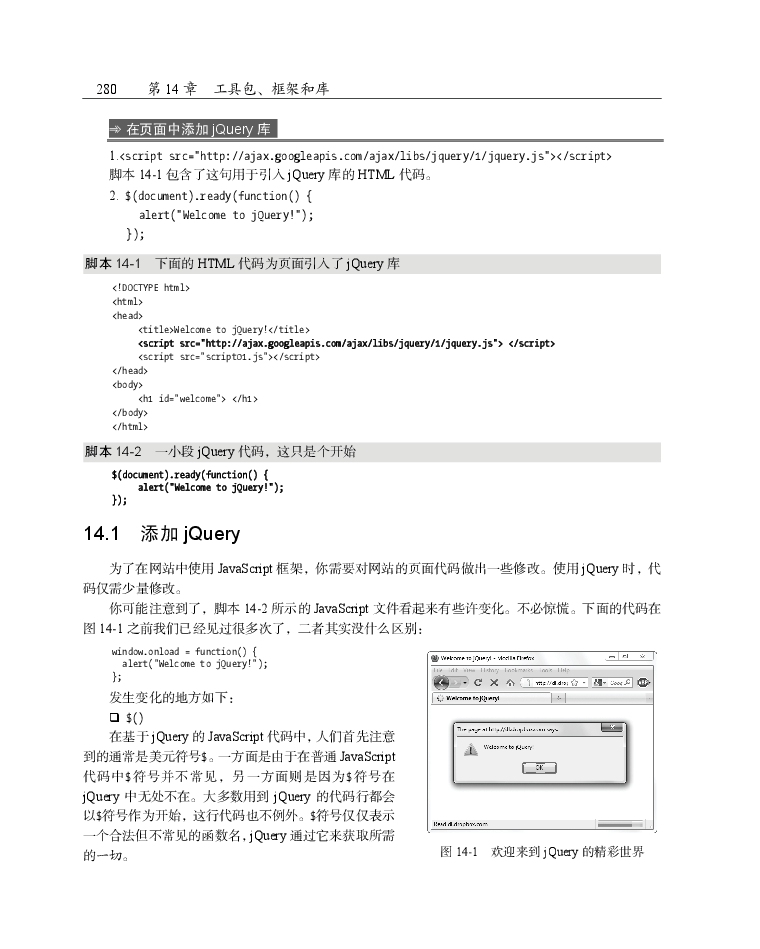 280 第 14 章 工具包、框架和库
➾ 在页面中添加 jQuery 库
1.<script src="http://ajax.googleapis.com/ajax/libs/jquery/1/jquery.js"></script>
脚本 14-1 包含了这句用于引入 jQuery 库的 HTML 代码。
2. $(document).ready(function() {
alert("Welcome to jQuery!");
});
脚本 14-1 下面的 HTML 代码为页面引入了 jQuery 库
<!DOCTYPE html>
<html>
<head>
<title>Welcome to jQuery!</title>
<script src="http://ajax.googleapis.com/ajax/libs/jquery/1/jquery.js"> </script>
<script src="script01.js"></script>
</head>
<body>
<h1 id="welcome"> </h1>
</body>
</html>
脚本 14-2 一小段 jQuery 代码，这只是个开始
$(document).ready(function() {
alert("Welcome to jQuery!");
});
14.1 添加 jQuery
为了在网站中使用 JavaScript 框架，你需要对网站的页面代码做出一些修改。使用 jQuery 时，代
码仅需少量修改。
你可能注意到了，脚本 14-2 所示的 JavaScript 文件看起来有些许变化。不必惊慌。下面的代码在
图 14-1 之前我们已经见过很多次了，二者其实没什么区别：
window.onload = function() {
alert("Welcome to jQuery!");
};
发生变化的地方如下：
❑ $()
在基于 jQuery 的 JavaScript 代码中，人们首先注意
到的通常是美元符号$。一方面是由于在普通 JavaScript
代码中$符号并不常见，另一方面则是因为$符号在
jQuery 中无处不在。大多数用到 jQuery 的代码行都会
以$符号作为开始，这行代码也不例外。$符号仅仅表示
一个合法但不常见的函数名，jQuery 通过它来获取所需
的一切。
Welcome to jQuery! - Mozilla Firefox
File Edit View History Bookmarks Tools Help
Welcome to jQuery!
The page at http://dl.dropbox.com says:
Welcome to jQuery!
OK
Read dl.dropbox.com
图 14-1 欢迎来到 jQuery 的精彩世界